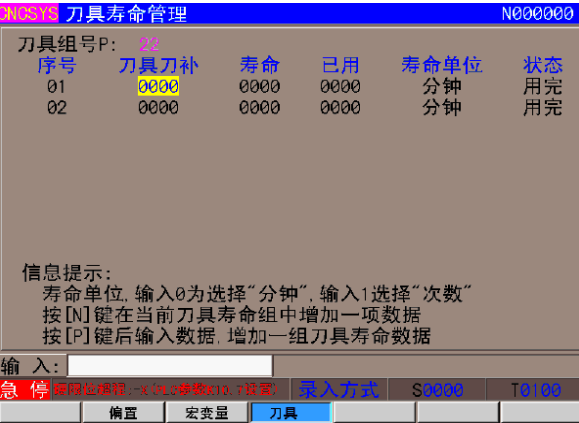 CNCSYS 刀具寿命管理 N000000
刀具组号P: 22
序号 刀具刀补 寿命 已用 寿命单位 状态
01 0000 0000 0000 分钟 用完
02 0000 0000 0000 分钟 用完
信息提示:
寿命单位,输入0为选择"分钟",输入1选择"次数"
按[N]键在当前刀具寿命组中增加一项数据
按[P]键后输入数据,增加一组刀具寿命数据
输 入:
急 停 录入方式 S0000 T0100
偏置 宏变量 刀具